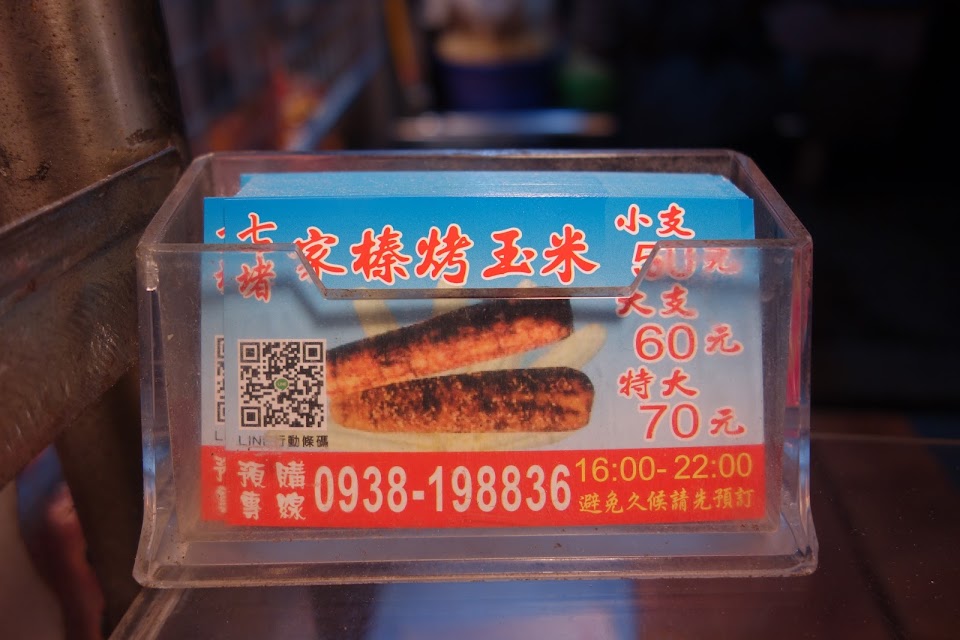 七堵
家榛烤玉米
小支
50元
大支
60元
特大
70元
LINE行動條碼
預購
專線
0938-198836
16:00-22:00
避免久候請先預訂